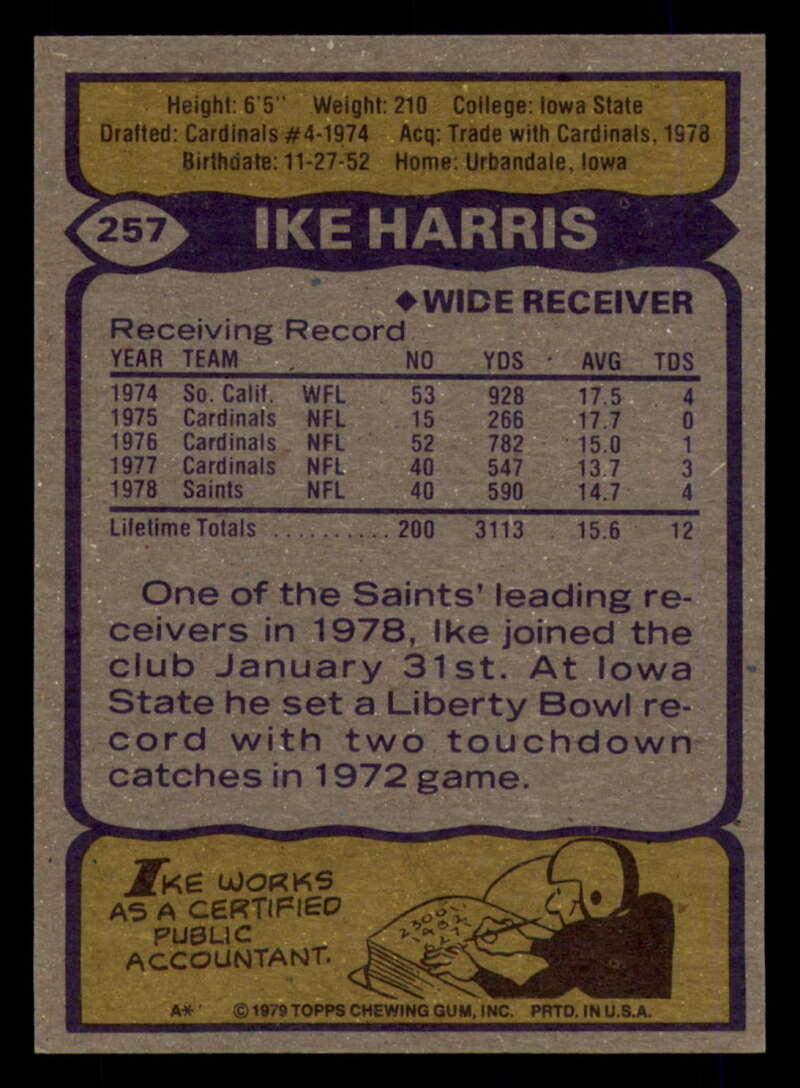 Height: 6'5" Weight: 210 College: Iowa State
Drafted: Cardinals #4-1974 Acq: Trade with Cardinals, 1978
Birthdate: 11-27-52 Home: Urbandale, Iowa
257 IKE HARRIS
◆WIDE RECEIVER
Receiving Record
YEAR TEAM NO YDS AVG TDS
1974 So. Calif. WFL 53 928 17.5 4
1975 Cardinals NFL 15 266 17.7 0
1976 Cardinals NFL 52 782 15.0 1
1977 Cardinals NFL 40 547 13.7 3
1978 Saints NFL 40 590 14.7 4
Lifetime Totals .......... 200 3113 15.6 12
One of the Saints' leading re-
ceivers in 1978, Ike joined the
club January 31st. At Iowa
State he set a Liberty Bowl re-
cord with two touchdown
catches in 1972 game.
IKE WORKS
AS A CERTIFIED
PUBLIC
ACCOUNTANT.
A* ©1979 TOPPS CHEWING GUM, INC. PRTD. IN U.S.A.